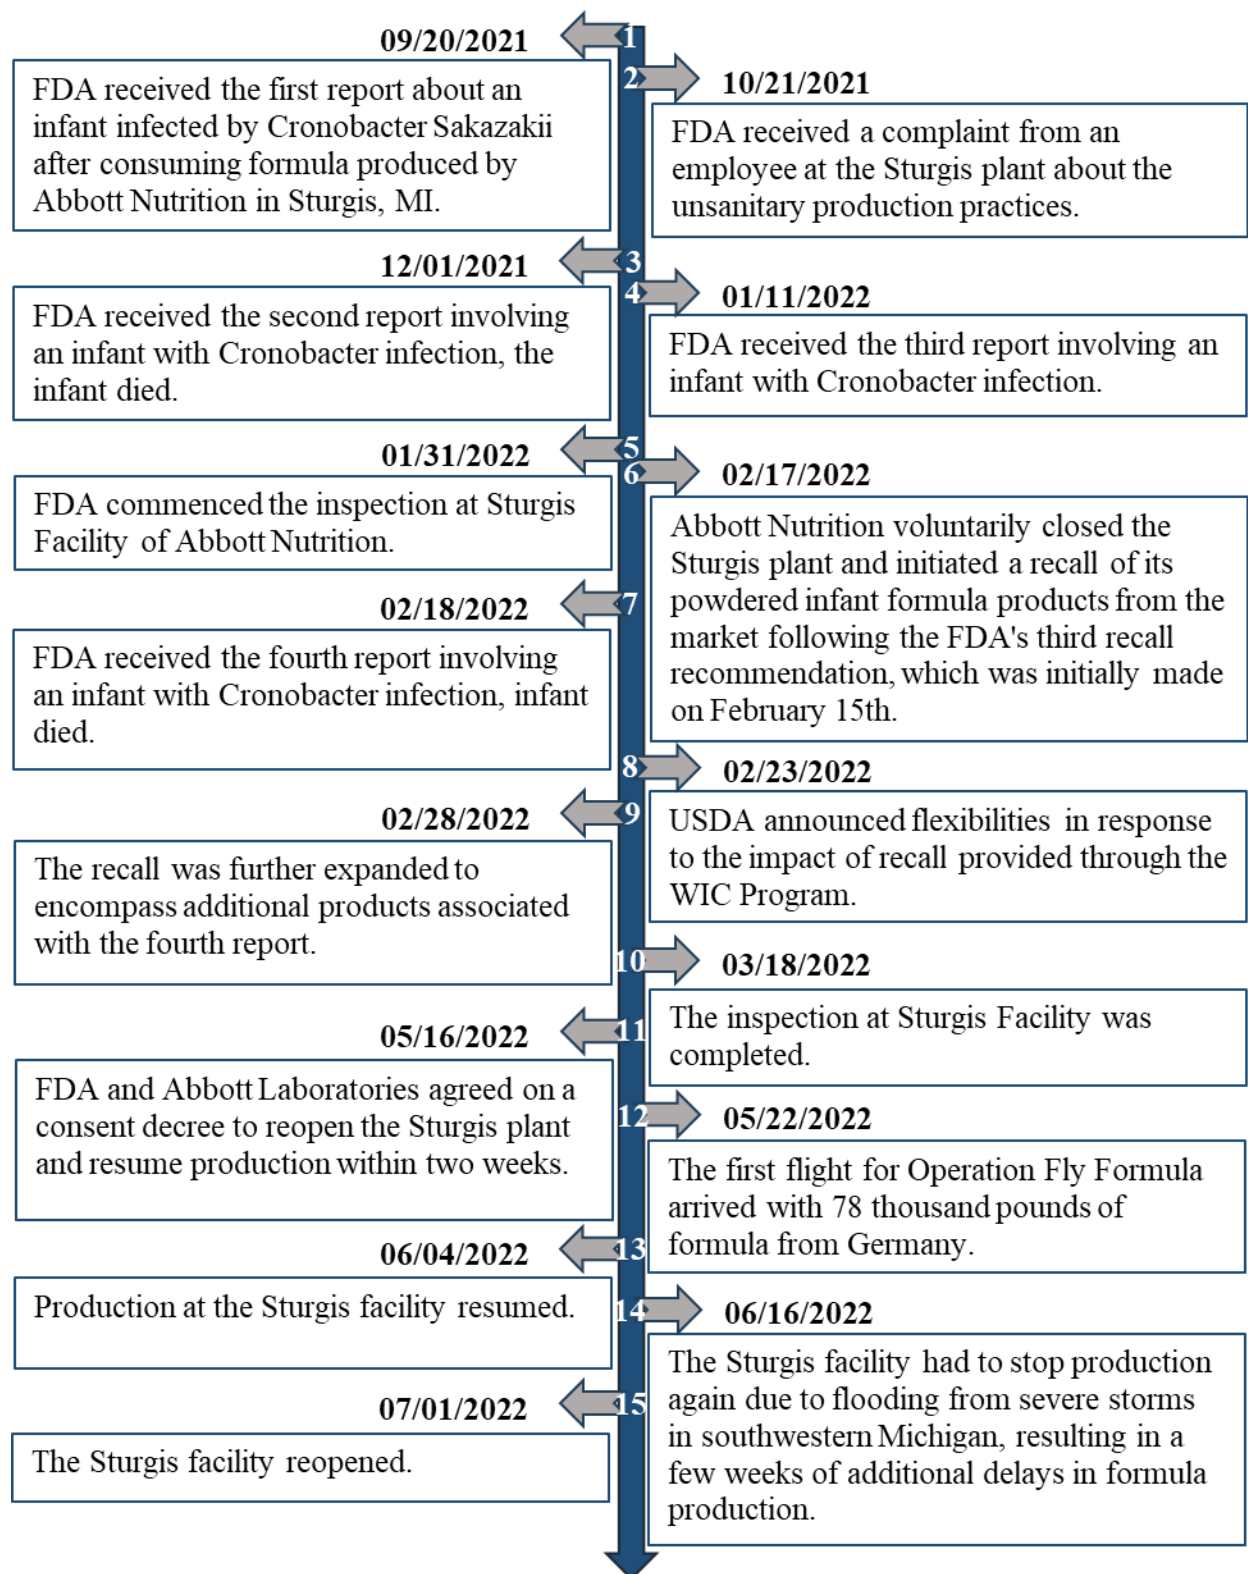 1
09/20/2021
FDA received the first report about an
infant infected by Cronobacter Sakazakii
after consuming formula produced by
Abbott Nutrition in Sturgis, MI.
2
10/21/2021
FDA received a complaint from an
employee at the Sturgis plant about the
unsanitary production practices.
3
12/01/2021
FDA received the second report involving
an infant with Cronobacter infection, the
infant died.
4
01/11/2022
FDA received the third report involving an
infant with Cronobacter infection.
5
01/31/2022
FDA commenced the inspection at Sturgis
Facility of Abbott Nutrition.
6
02/17/2022
Abbott Nutrition voluntarily closed the
Sturgis plant and initiated a recall of its
powdered infant formula products from the
market following the FDA's third recall
recommendation, which was initially made
on February 15th.
7
02/18/2022
FDA received the fourth report involving
an infant with Cronobacter infection, infant
died.
8
02/23/2022
USDA announced flexibilities in response
to the impact of recall provided through the
WIC Program.
9
02/28/2022
The recall was further expanded to
encompass additional products associated
with the fourth report.
10
03/18/2022
The inspection at Sturgis Facility was
completed.
11
05/16/2022
FDA and Abbott Laboratories agreed on a
consent decree to reopen the Sturgis plant
and resume production within two weeks.
12
05/22/2022
The first flight for Operation Fly Formula
arrived with 78 thousand pounds of
formula from Germany.
13
06/04/2022
Production at the Sturgis facility resumed.
14
06/16/2022
The Sturgis facility had to stop production
again due to flooding from severe storms
in southwestern Michigan, resulting in a
few weeks of additional delays in formula
production.
15
07/01/2022
The Sturgis facility reopened.